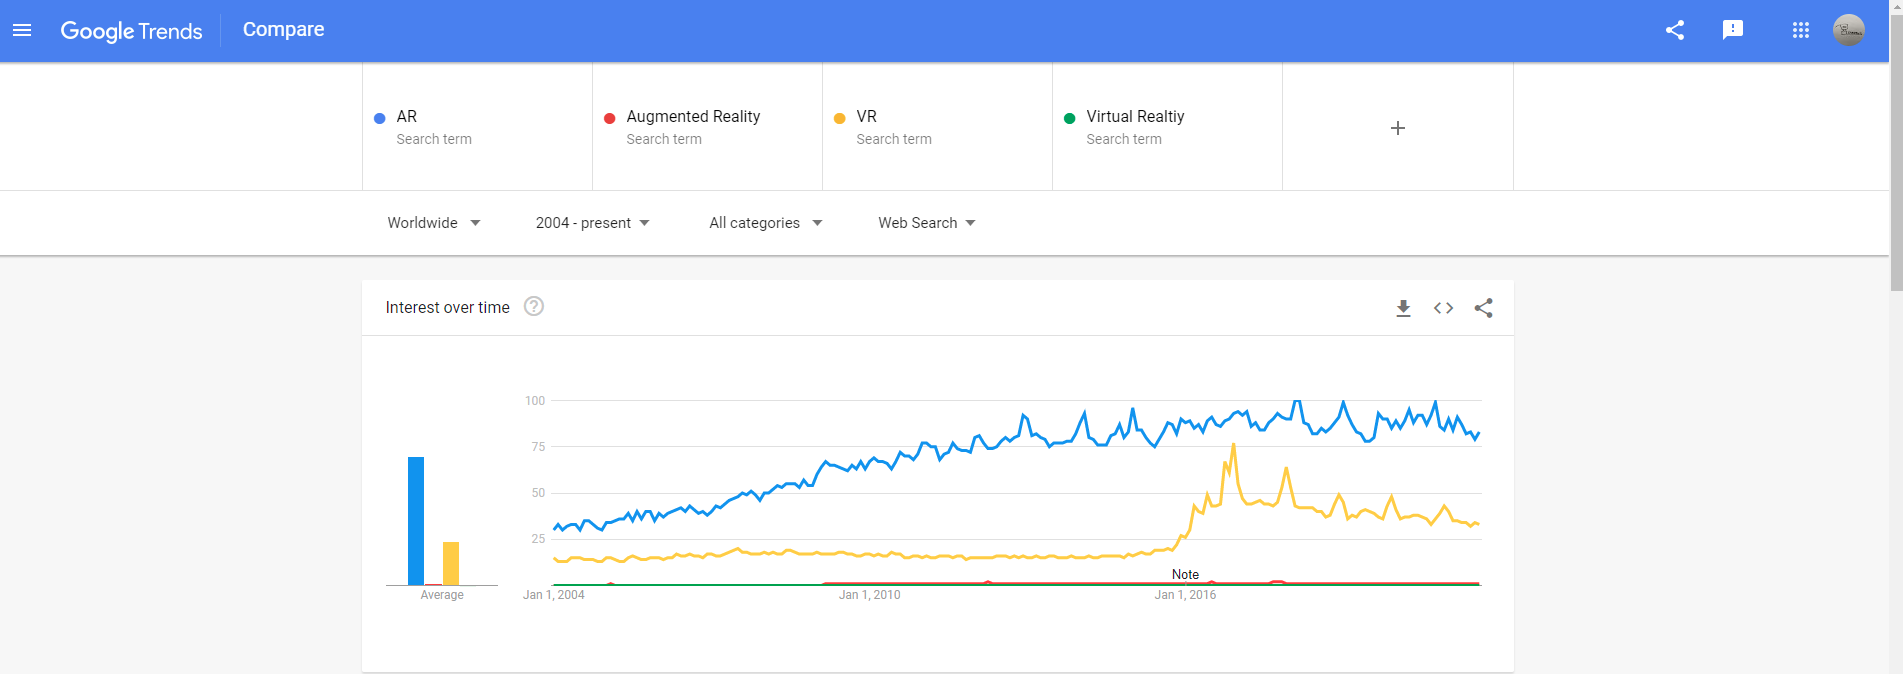 Google Trends Compare
AR
Search term
Augmented Reality
Search term
VR
Search term
Virtual Realtiy
Search term
+
Worldwide 2004 - present All categories Web Search
Interest over time ?
100
75
50
25
Note
Average
Jan 1, 2004 Jan 1, 2010 Jan 1, 2016